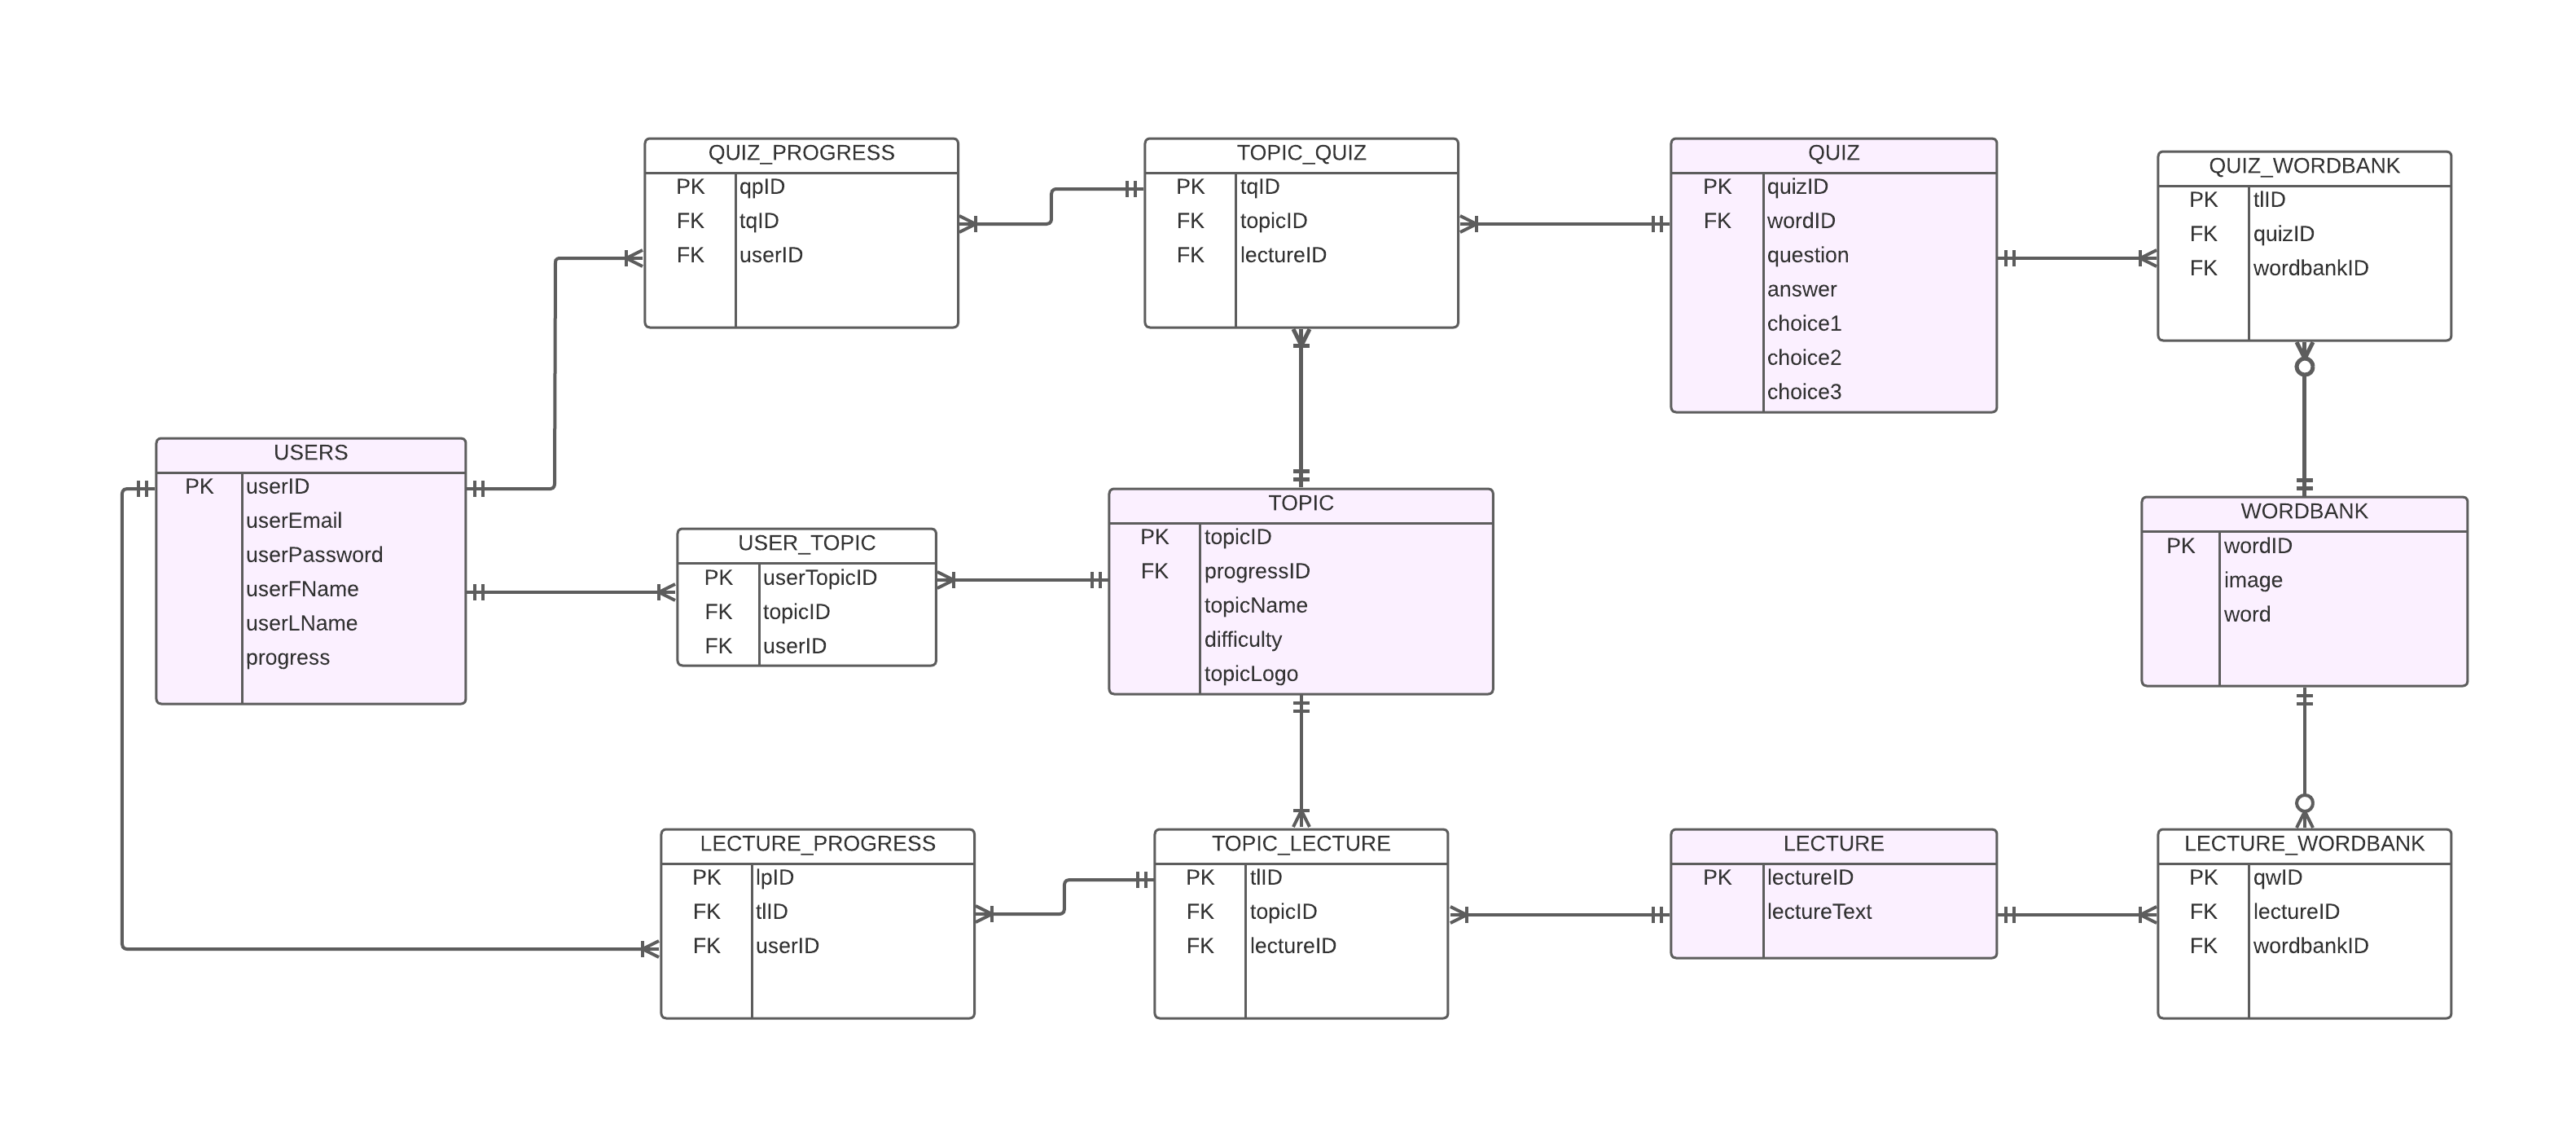 QUIZ_PROGRESS
PK qpID
FK tqID
FK userID
TOPIC_QUIZ
PK tqID
FK topicID
FK lectureID
QUIZ
PK quizID
FK wordID
question
answer
choice1
choice2
choice3
QUIZ_WORDBANK
PK tlID
FK quizID
FK wordbankID
USERS
PK userID
userEmail
userPassword
userFName
userLName
progress
USER_TOPIC
PK userTopicID
FK topicID
FK userID
TOPIC
PK topicID
FK progressID
topicName
difficulty
topicLogo
WORDBANK
PK wordID
image
word
LECTURE_PROGRESS
PK lpID
FK tlID
FK userID
TOPIC_LECTURE
PK tlID
FK topicID
FK lectureID
LECTURE
PK lectureID
lectureText
LECTURE_WORDBANK
PK qwID
FK lectureID
FK wordbankID